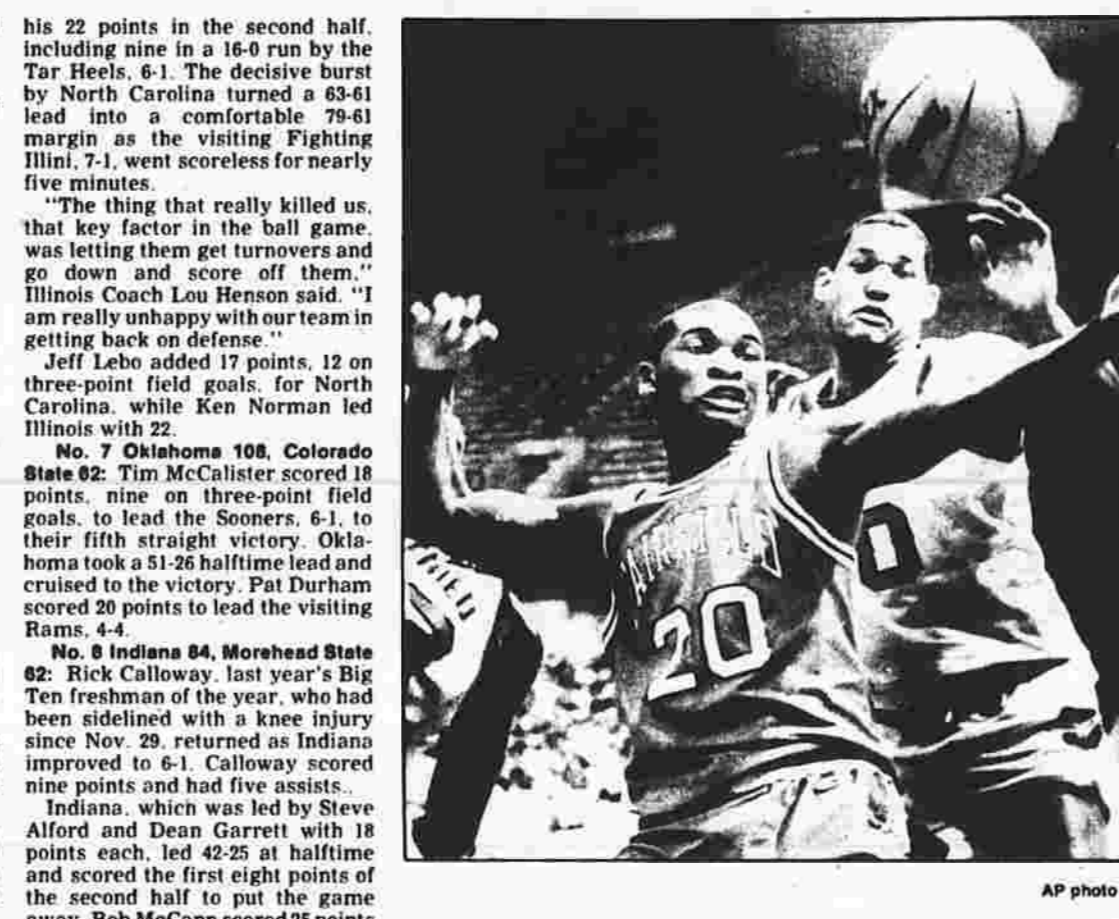 his 22 points in the second half,
including nine in a 16-0 run by the
Tar Heels, 6-1. The decisive burst
by North Carolina turned a 63-61
lead into a comfortable 79-61
margin as the visiting Fighting
Illini, 7-1, went scoreless for nearly
five minutes.
"The thing that really killed us,
that key factor in the ball game,
was letting them get turnovers and
go down and score off them,"
Illinois Coach Lou Henson said. "I
am really unhappy with our team in
getting back on defense."
Jeff Lebo added 17 points, 12 on
three-point field goals, for North
Carolina, while Ken Norman led
Illinois with 22.
No. 7 Oklahoma 108, Colorado
State 62: Tim McCalister scored 18
points, nine on three-point field
goals, to lead the Sooners, 6-1, to
their fifth straight victory. Okla-
homa took a 51-26 halftime lead and
cruised to the victory. Pat Durham
scored 20 points to lead the visiting
Rams, 4-4.
No. 8 Indiana 84, Morehead State
62: Rick Calloway, last year's Big
Ten freshman of the year, who had
been sidelined with a knee injury
since Nov. 29, returned as Indiana
improved to 6-1. Calloway scored
nine points and had five assists..
Indiana, which was led by Steve
Alford and Dean Garrett with 18
points each, led 42-25 at halftime
and scored the first eight points of
the second half to put the game
away. Bob McCann scored 25 points
20
0
AP photo